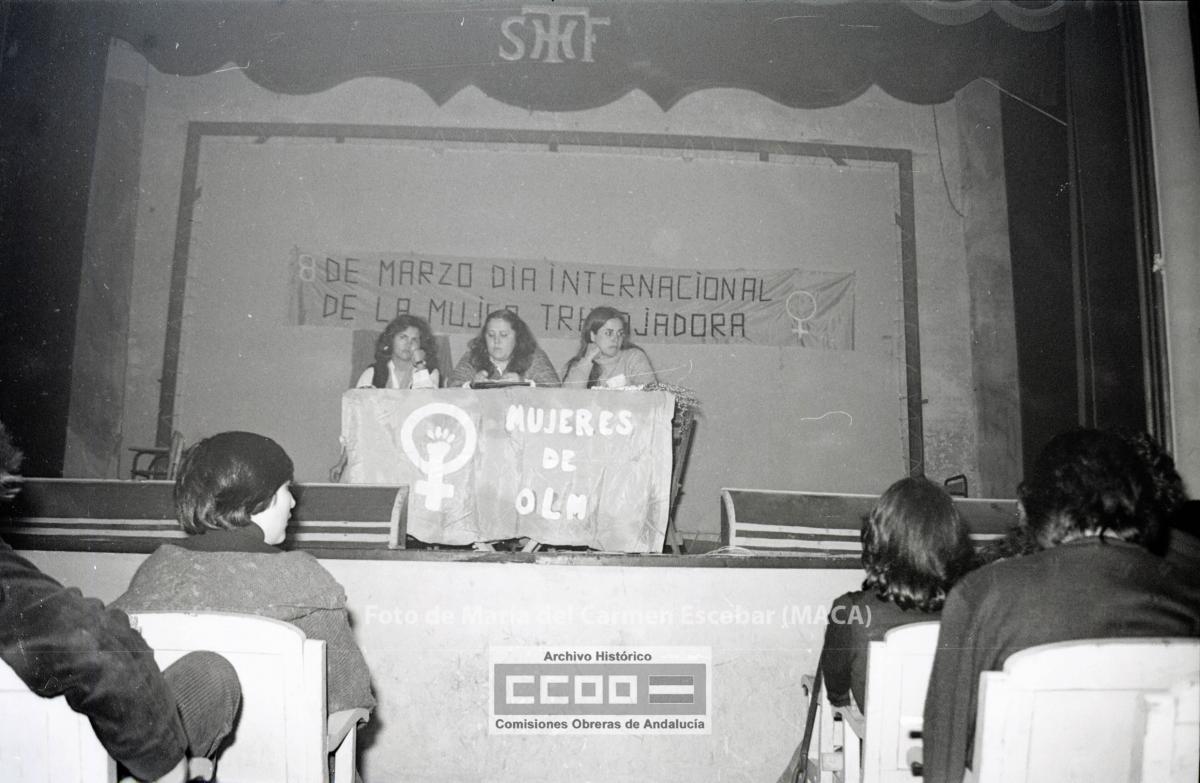 8 DE MARZO DIA INTERNACIONAL
DE LA MUJER TRABAJADORA
MUJERES
DE
OLM
Foto de María del Carmen Escobar (MACA)
Archivo Histórico
CCOO
Comisiones Obreras de Andalucía